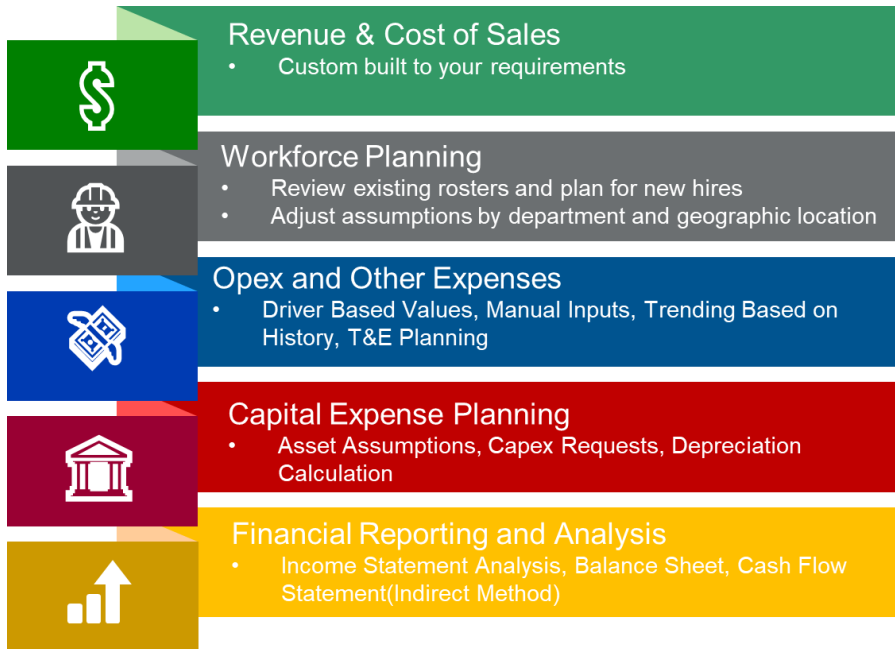 Revenue & Cost of Sales
• Custom built to your requirements
Workforce Planning
• Review existing rosters and plan for new hires
• Adjust assumptions by department and geographic location
Opex and Other Expenses
• Driver Based Values, Manual Inputs, Trending Based on
History, T&E Planning
Capital Expense Planning
• Asset Assumptions, Capex Requests, Depreciation
Calculation
Financial Reporting and Analysis
• Income Statement Analysis, Balance Sheet, Cash Flow
Statement(Indirect Method)